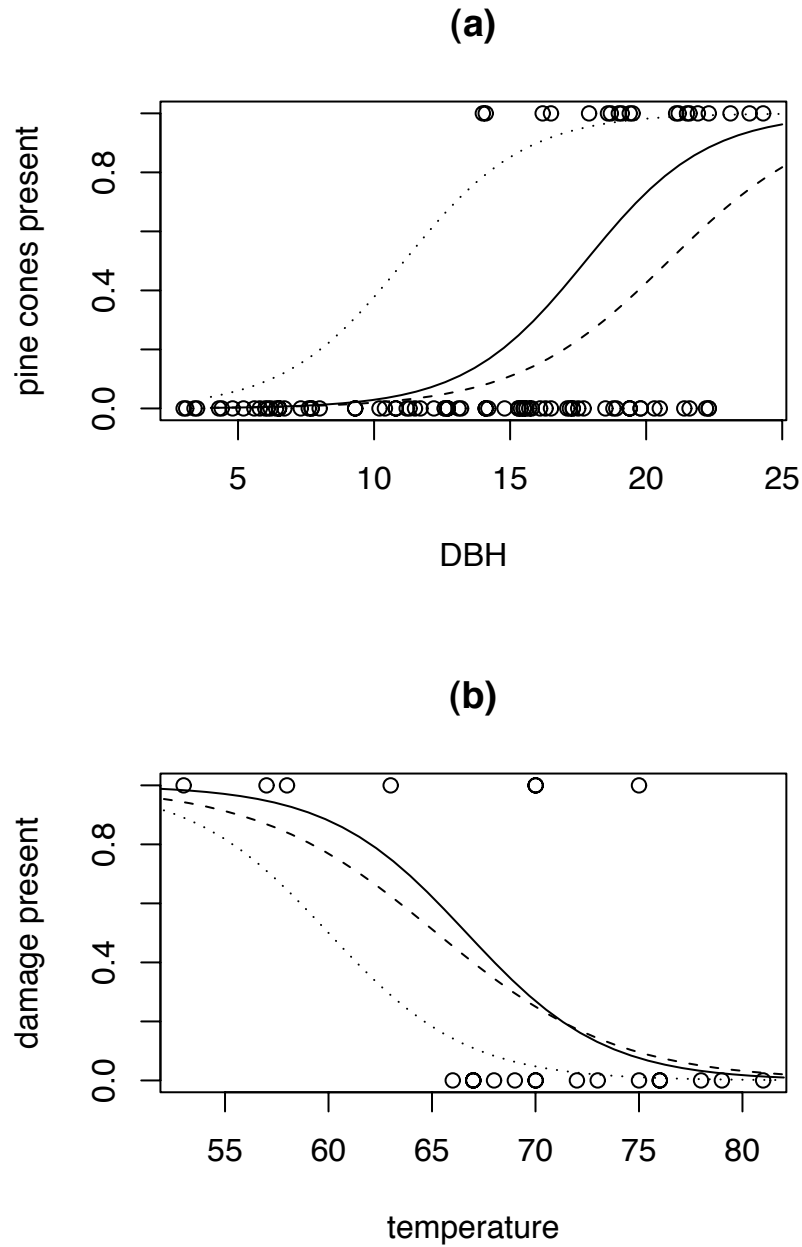 (a)
pine cones present
0.8
0.4
0.0
5 10 15 20 25
DBH
(b)
damage present
0.8
0.4
0.0
55 60 65 70 75 80
temperature